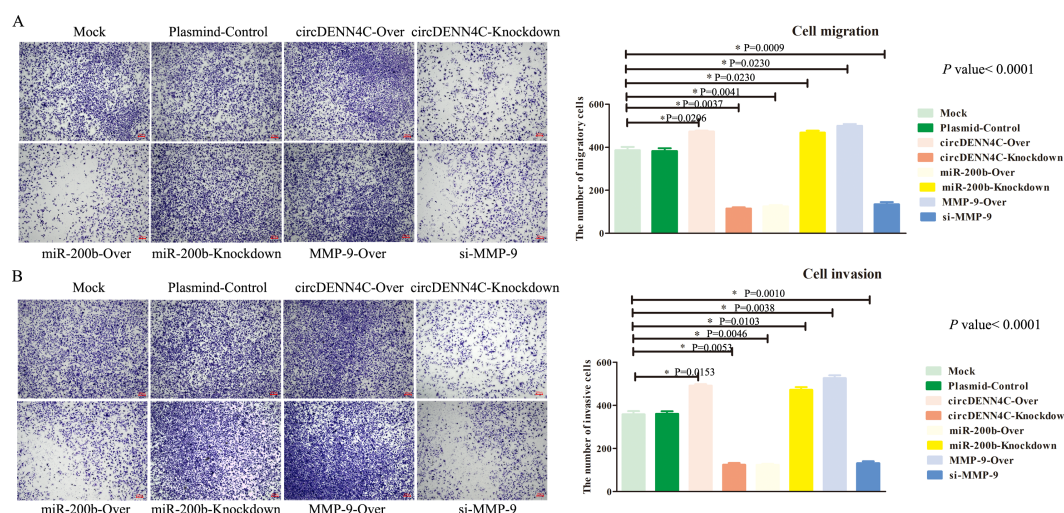 A
Mock Plasmind-Control circDENN4C-Over circDENN4C-Knockdown
miR-200b-Over miR-200b-Knockdown MMP-9-Over si-MMP-9
Cell migration
* P=0.0009
* P=0.0230
* P=0.0230
* P=0.0041
* P=0.0037
* P=0.0206
P value< 0.0001
The number of migratory cells
600
400
200
0
Mock
Plasmid-Control
circDENN4C-Over
circDENN4C-Knockdown
miR-200b-Over
miR-200b-Knockdown
MMP-9-Over
si-MMP-9
B
Mock Plasmind-Control circDENN4C-Over circDENN4C-Knockdown
miR-200b-Over miR-200b-Knockdown MMP-9-Over si-MMP-9
Cell invasion
* P=0.0010
* P=0.0038
* P=0.0103
* P=0.0046
* P=0.0053
* P=0.0153
P value< 0.0001
The number of invasive cells
600
400
200
0
Mock
Plasmid-Control
circDENN4C-Over
circDENN4C-Knockdown
miR-200b-Over
miR-200b-Knockdown
MMP-9-Over
si-MMP-9